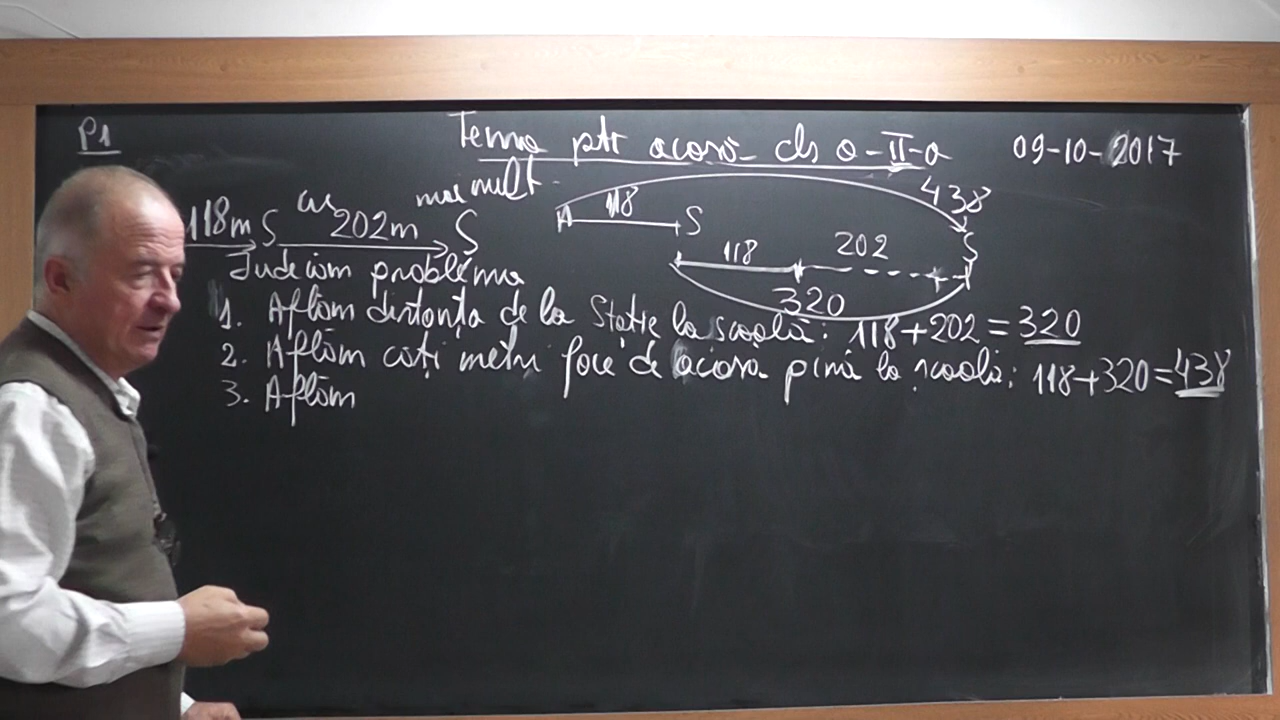 P1
Tema ptr acasă cls a-II-a 09-10-2017
mai mult
118m S cu 202m S
A 118 S 438
118 202 S
320
Judecăm problema
1. Aflăm distanța de la Stație la școală: 118+202=320
2. Aflăm câți metri face de acasă pînă la școală: 118+320=438
3. Aflăm